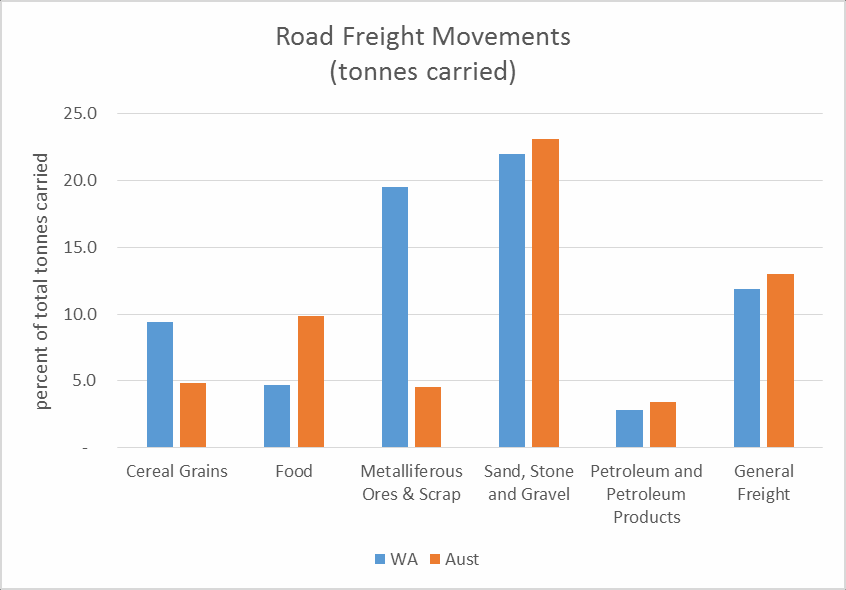 Road Freight Movements
(tonnes carried)
percent of total tonnes carried
25.0
20.0
15.0
10.0
5.0
-
Cereal Grains
Food
Metalliferous
Ores & Scrap
Sand, Stone
and Gravel
Petroleum and
Petroleum
Products
General
Freight
WA
Aust